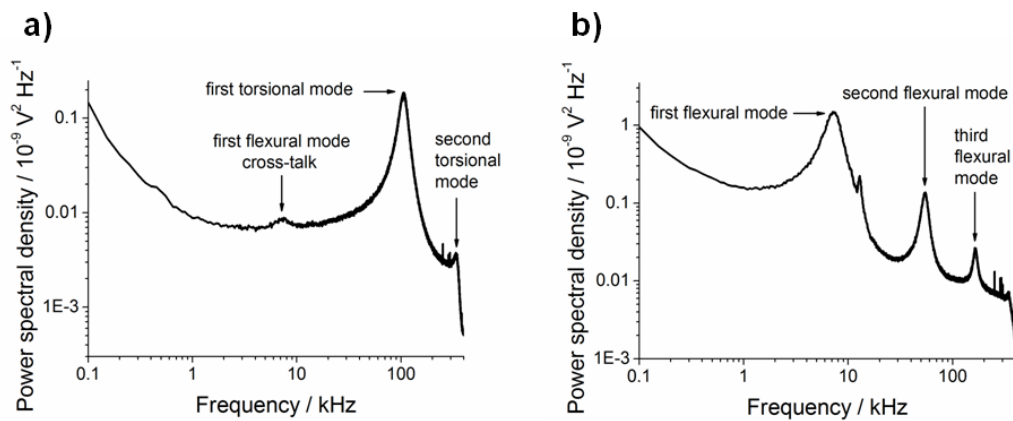 a)
first torsional mode
first flexural mode
cross-talk
second
torsional
mode
Power spectral density / 10⁻⁹ V² Hz⁻¹
0.1
0.01
1E-3
0.1
1
10
100
Frequency / kHz
b)
first flexural mode
second flexural mode
third
flexural
mode
Power spectral density / 10⁻⁹ V² Hz⁻¹
1
0.1
0.01
1E-3
0.1
1
10
100
Frequency / kHz